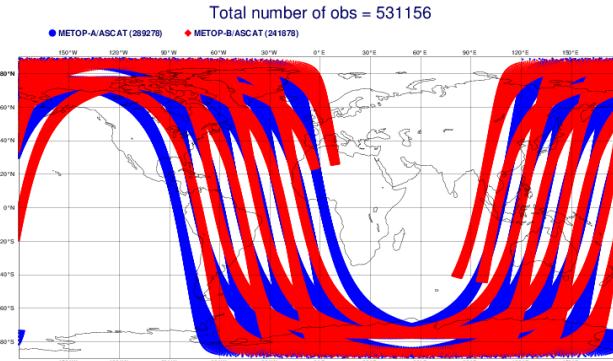 Total number of obs = 531156
METOP-A/ASCAT (289278) METOP-B/ASCAT (241878)
150°W 120°W 90°W 60°W 30°W 0°E 30°E 60°E 90°E 120°E 150°E
80°N
60°N
40°N
20°N
0°N
20°S
40°S
60°S
80°S